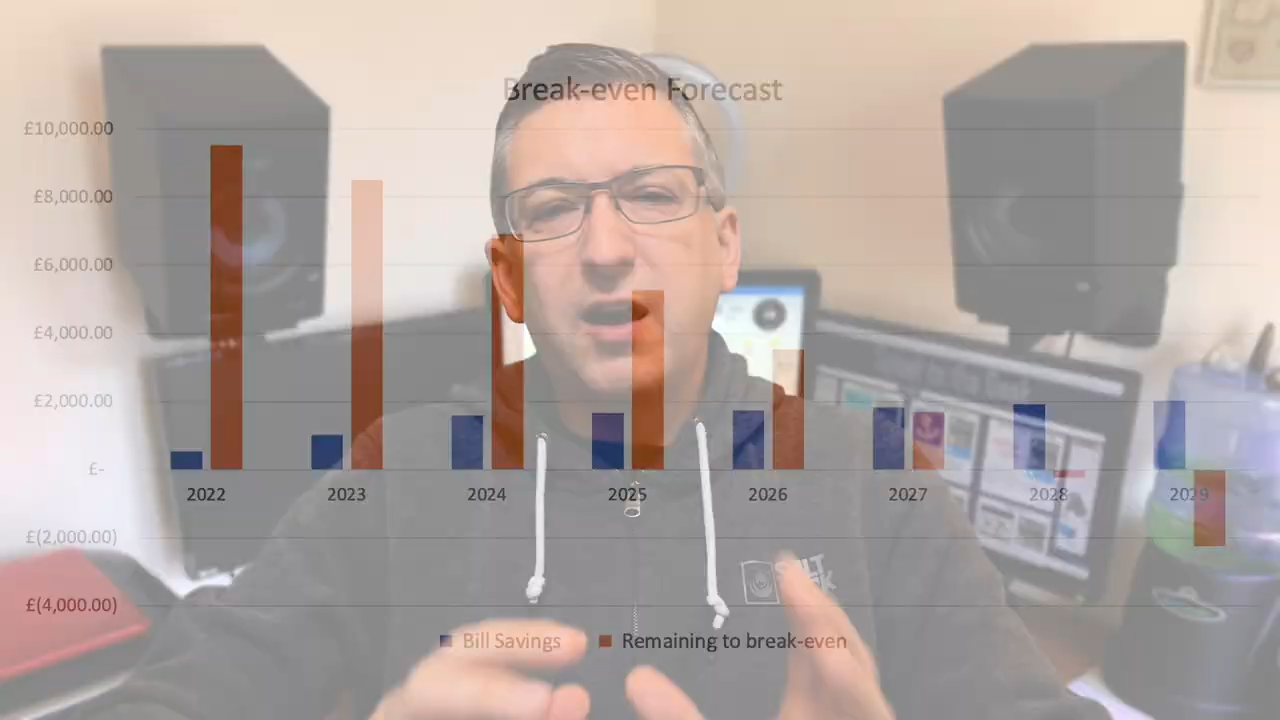 Break-even Forecast
£10,000.00
£8,000.00
£6,000.00
£4,000.00
£2,000.00
£-
2022 2023 2024 2025 2026 2027 2028 2029
£(2,000.00)
£(4,000.00)
Bill Savings Remaining to break-even